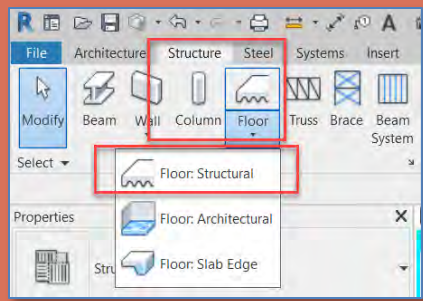 File Architecture Structure Steel Systems Insert
Modify Beam Wall Column Floor Truss Brace Beam System
Select
Floor: Structural
Properties
Floor: Architectural
Stru
Floor: Slab Edge